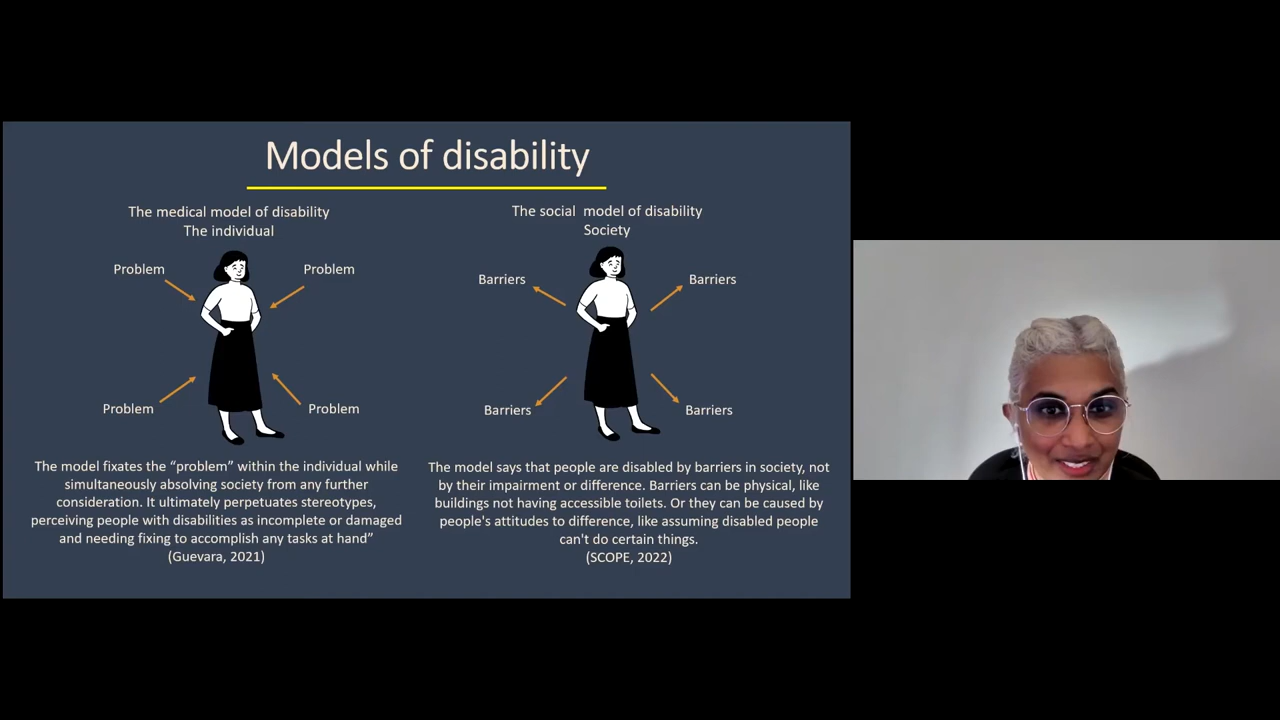 Models of disability
The medical model of disability
The individual
Problem
Problem
Problem
Problem
The model fixates the “problem” within the individual while
simultaneously absolving society from any further
consideration. It ultimately perpetuates stereotypes,
perceiving people with disabilities as incomplete or damaged
and needing fixing to accomplish any tasks at hand”
(Guevara, 2021)
The social  model of disability
Society
Barriers
Barriers
Barriers
Barriers
The model says that people are disabled by barriers in society, not
by their impairment or difference. Barriers can be physical, like
buildings not having accessible toilets. Or they can be caused by
people's attitudes to difference, like assuming disabled people
can't do certain things.
(SCOPE, 2022)